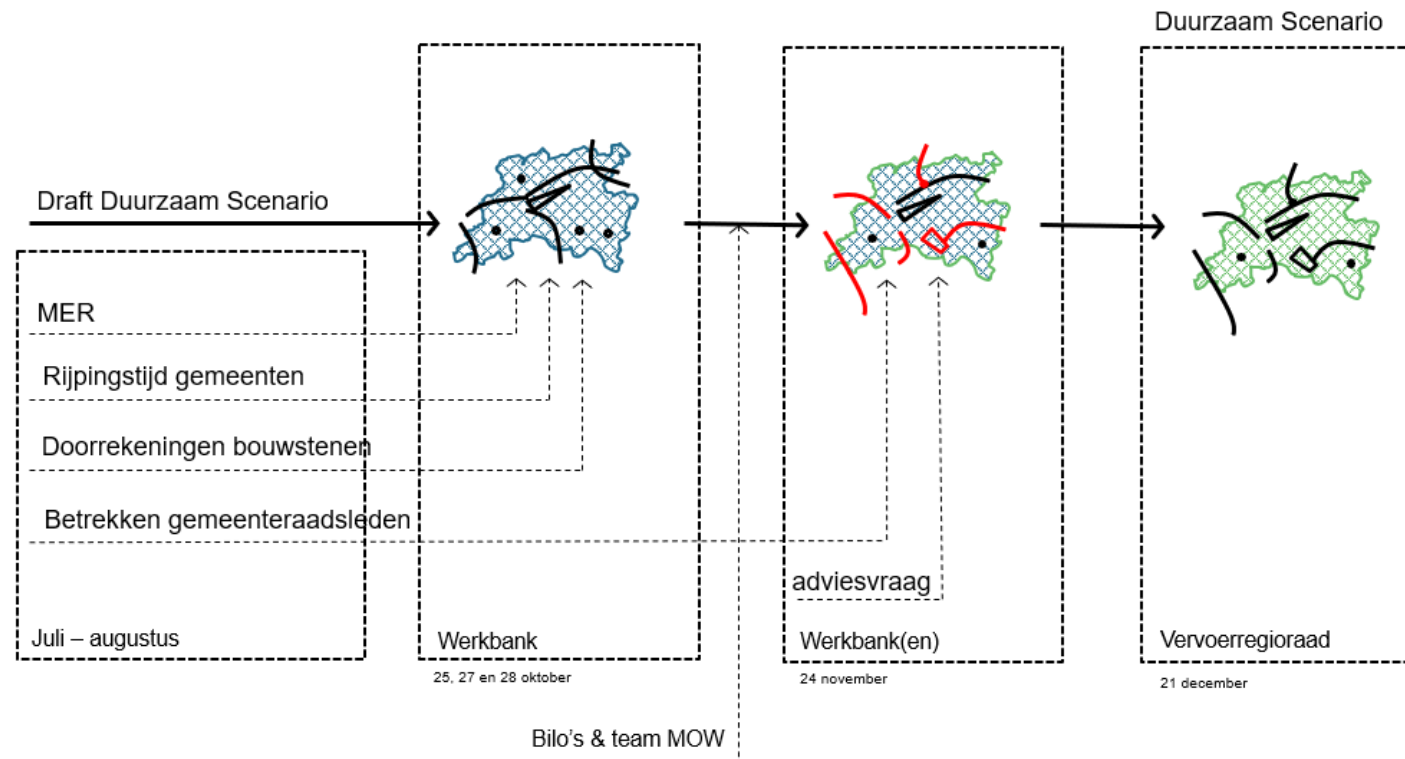 Duurzaam Scenario
Draft Duurzaam Scenario
MER
Rijpingstijd gemeenten
Doorrekeningen bouwstenen
Betrekken gemeenteraadsleden
adviesvraag
Juli – augustus
Werkbank
Werkbank(en)
Vervoerregioraad
25, 27 en 28 oktober
24 november
21 december
Bilo's & team MOW